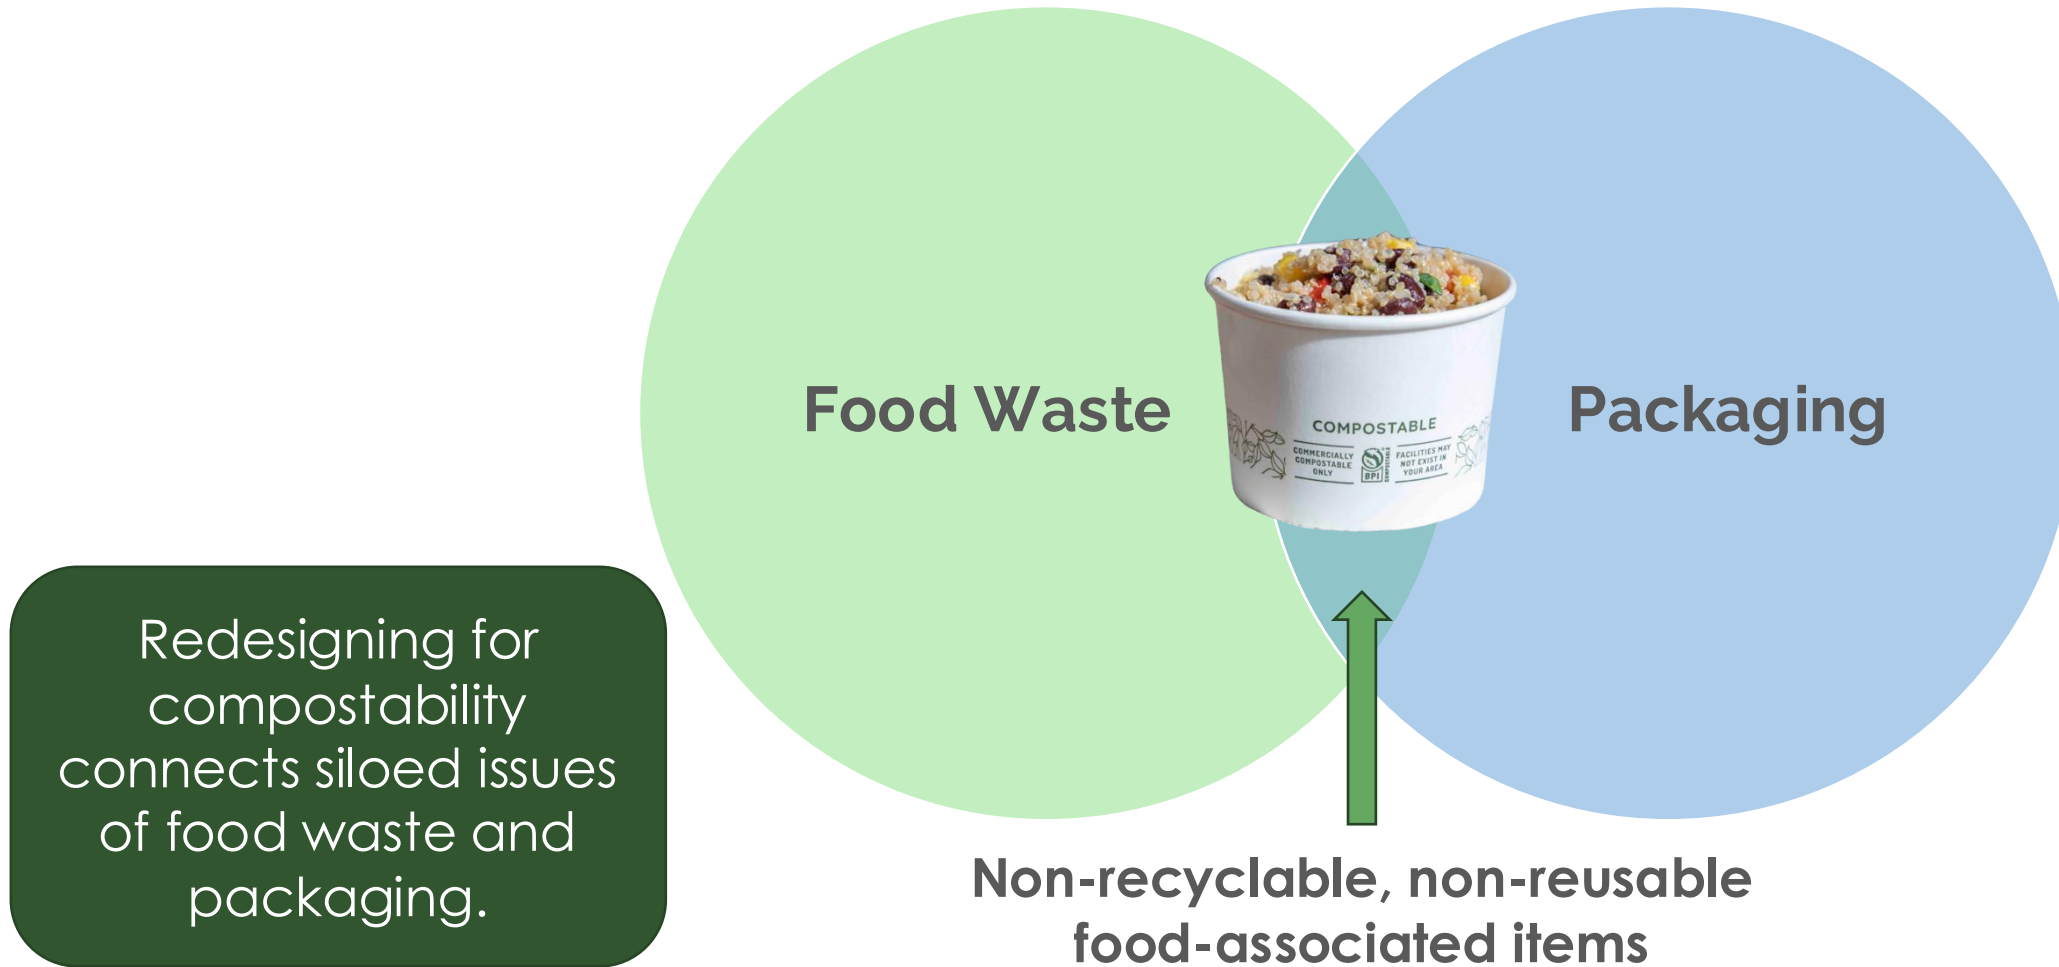 Food Waste
Packaging
COMPOSTABLE
COMMERCIALLY
COMPOSTABLE
ONLY
BPI
COMPOSTABLE
FACILITIES MAY
NOT EXIST IN
YOUR AREA
Redesigning for
compostability
connects siloed issues
of food waste and
packaging.
Non-recyclable, non-reusable
food-associated items